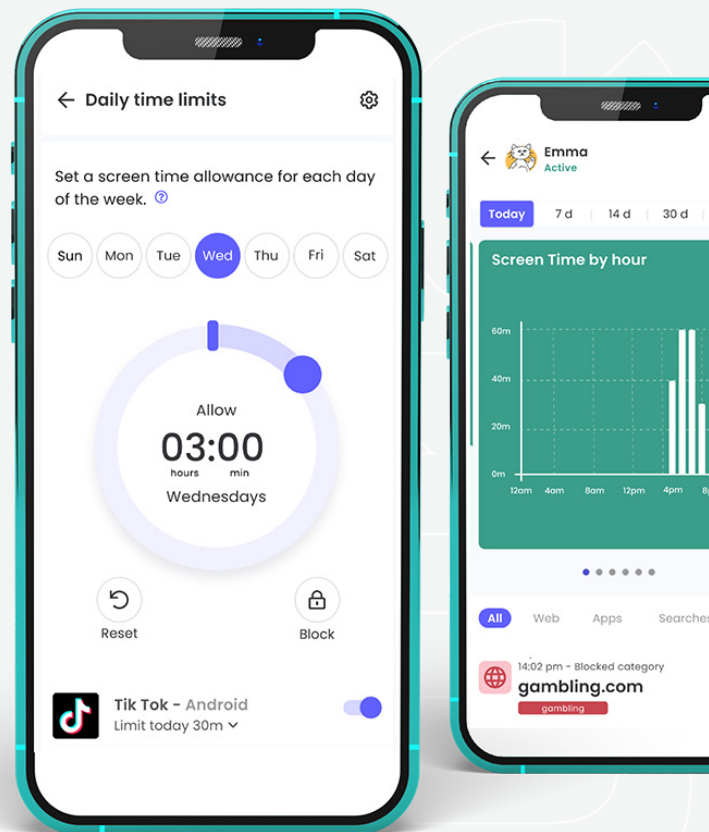 Daily time limits
Set a screen time allowance for each day
of the week. ?
Sun Mon Tue Wed Thu Fri Sat
Allow
03:00
hours min
Wednesdays
Reset Block
Tik Tok - Android
Limit today 30m
Emma
Active
Today 7 d 14 d 30 d
Screen Time by hour
60m
40m
20m
0m
12am 4am 8am 12pm 4pm
All Web Apps Searches
14:02 pm - Blocked category
gambling.com
gambling